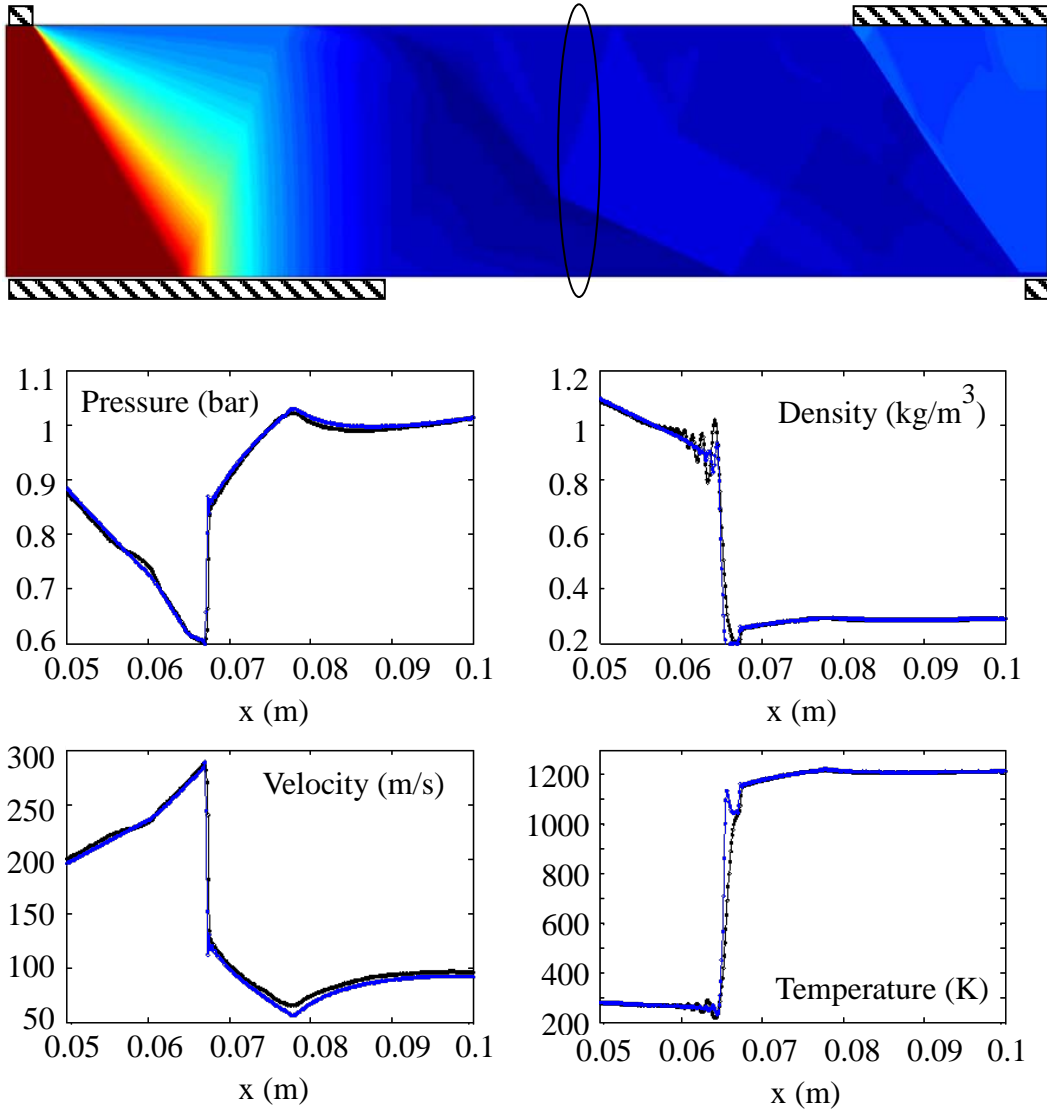 Pressure (bar)
1.1
1
0.9
0.8
0.7
0.6
0.05 0.06 0.07 0.08 0.09 0.1
x (m)
Density (kg/m³)
1.2
1
0.8
0.6
0.4
0.2
0.05 0.06 0.07 0.08 0.09 0.1
x (m)
Velocity (m/s)
300
250
200
150
100
50
0.05 0.06 0.07 0.08 0.09 0.1
x (m)
Temperature (K)
1200
1000
800
600
400
200
0.05 0.06 0.07 0.08 0.09 0.1
x (m)